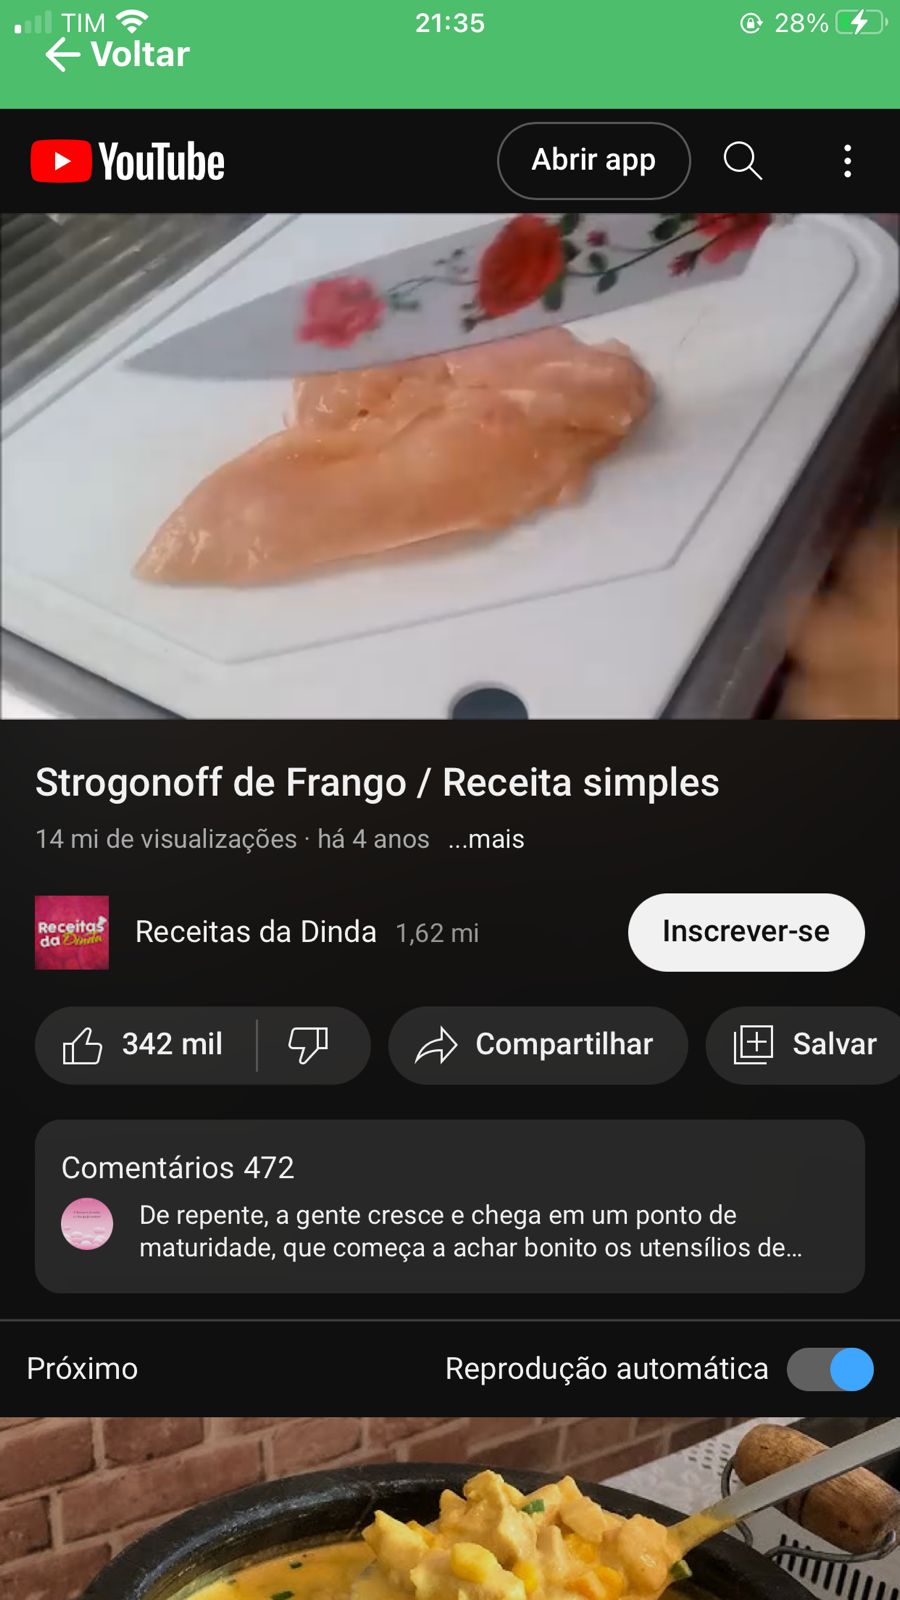 TIM 21:35 28%
Voltar
YouTube Abrir app
Strogonoff de Frango / Receita simples
14 mi de visualizações · há 4 anos ...mais
Receitas
da Dinda
Receitas da Dinda 1,62 mi Inscrever-se
342 mil Compartilhar Salvar
Comentários 472
De repente, a gente cresce e chega em um ponto de
maturidade, que começa a achar bonito os utensílios de...
Próximo Reprodução automática